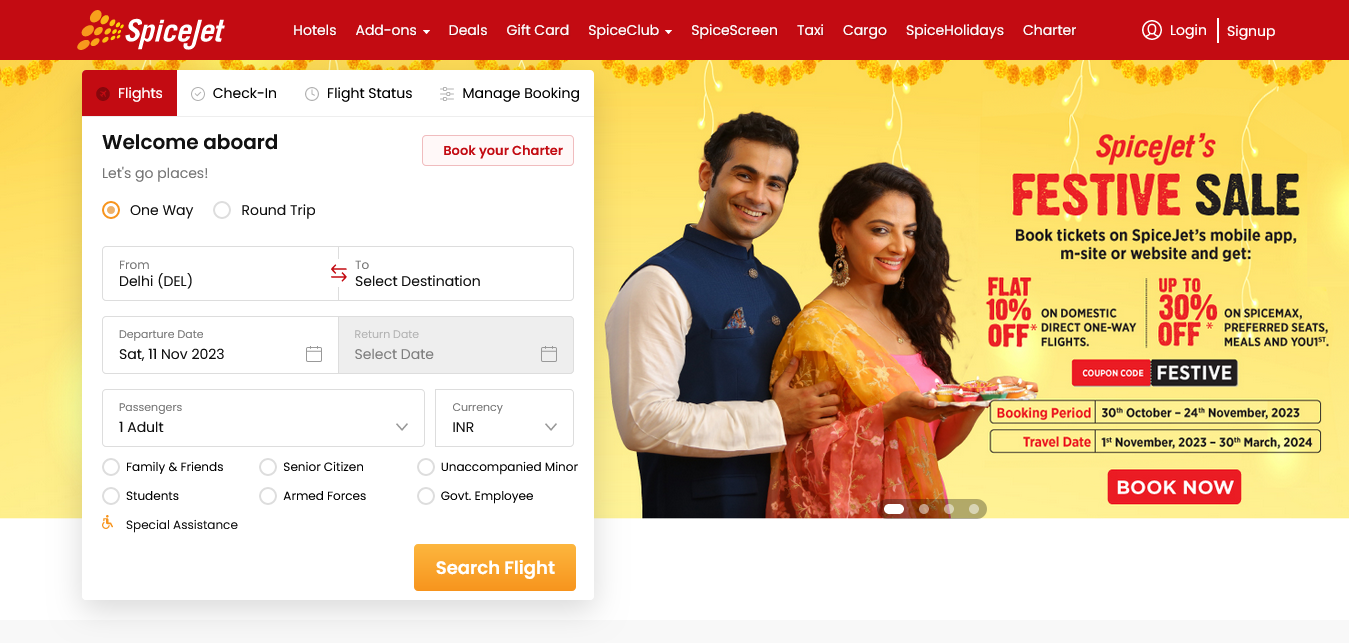 SpiceJet
Hotels Add-ons Deals Gift Card SpiceClub SpiceScreen Taxi Cargo SpiceHolidays Charter
Login Signup
Flights Check-In Flight Status Manage Booking
Welcome aboard
Book your Charter
Let's go places!
One Way Round Trip
From To
Delhi (DEL) Select Destination
Departure Date Return Date
Sat, 11 Nov 2023 Select Date
Passengers Currency
1 Adult INR
Family & Friends Senior Citizen Unaccompanied Minor
Students Armed Forces Govt. Employee
Special Assistance
Search Flight
SpiceJet's
FESTIVE SALE
Book tickets on SpiceJet's mobile app,
m-site or website and get:
FLAT
10%
OFF*
ON DOMESTIC
DIRECT ONE-WAY
FLIGHTS.
UP TO
30%
OFF *
ON SPICEMAX,
PREFERRED SEATS,
MEALS AND YOU1ST.
COUPON CODE FESTIVE
Booking Period 30th October – 24th November, 2023
Travel Date 1st November, 2023 – 30th March, 2024
BOOK NOW